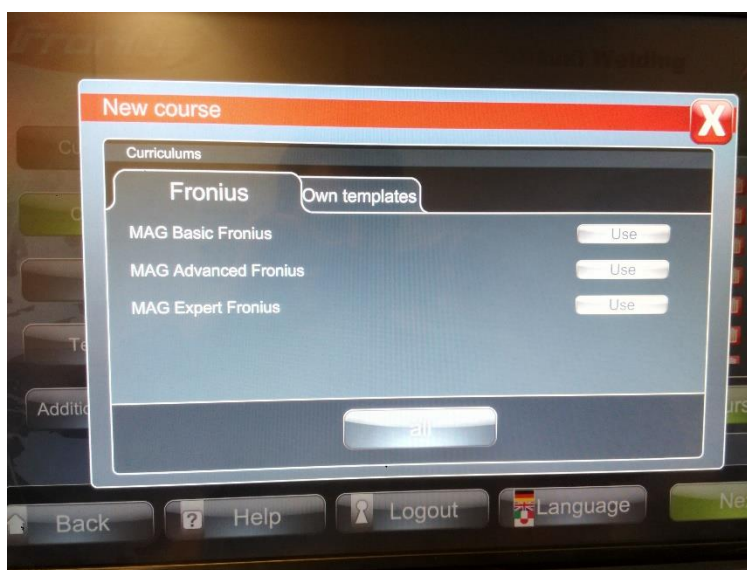 Fronius
New course
X
Curriculums
Fronius
Own templates
MAG Basic Fronius
Use
MAG Advanced Fronius
Use
MAG Expert Fronius
Use
all
Back
?
Help
Logout
Language